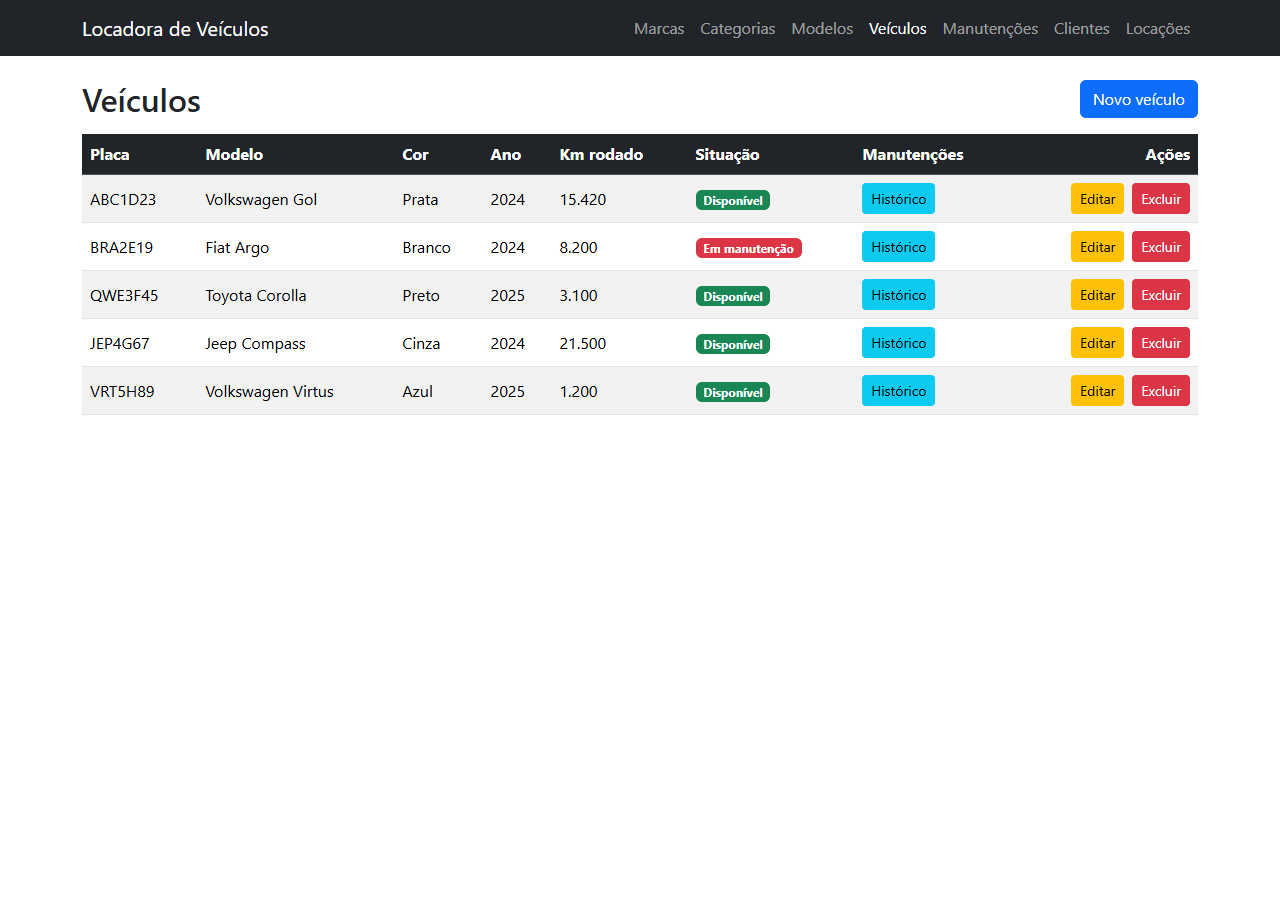 Locadora de Veículos Marcas Categorias Modelos Veículos Manutenções Clientes Locações
Veículos Novo veículo
Placa Modelo Cor Ano Km rodado Situação Manutenções Ações
ABC1D23 Volkswagen Gol Prata 2024 15.420 Disponível Histórico Editar Excluir
BRA2E19 Fiat Argo Branco 2024 8.200 Em manutenção Histórico Editar Excluir
QWE3F45 Toyota Corolla Preto 2025 3.100 Disponível Histórico Editar Excluir
JEP4G67 Jeep Compass Cinza 2024 21.500 Disponível Histórico Editar Excluir
VRT5H89 Volkswagen Virtus Azul 2025 1.200 Disponível Histórico Editar Excluir